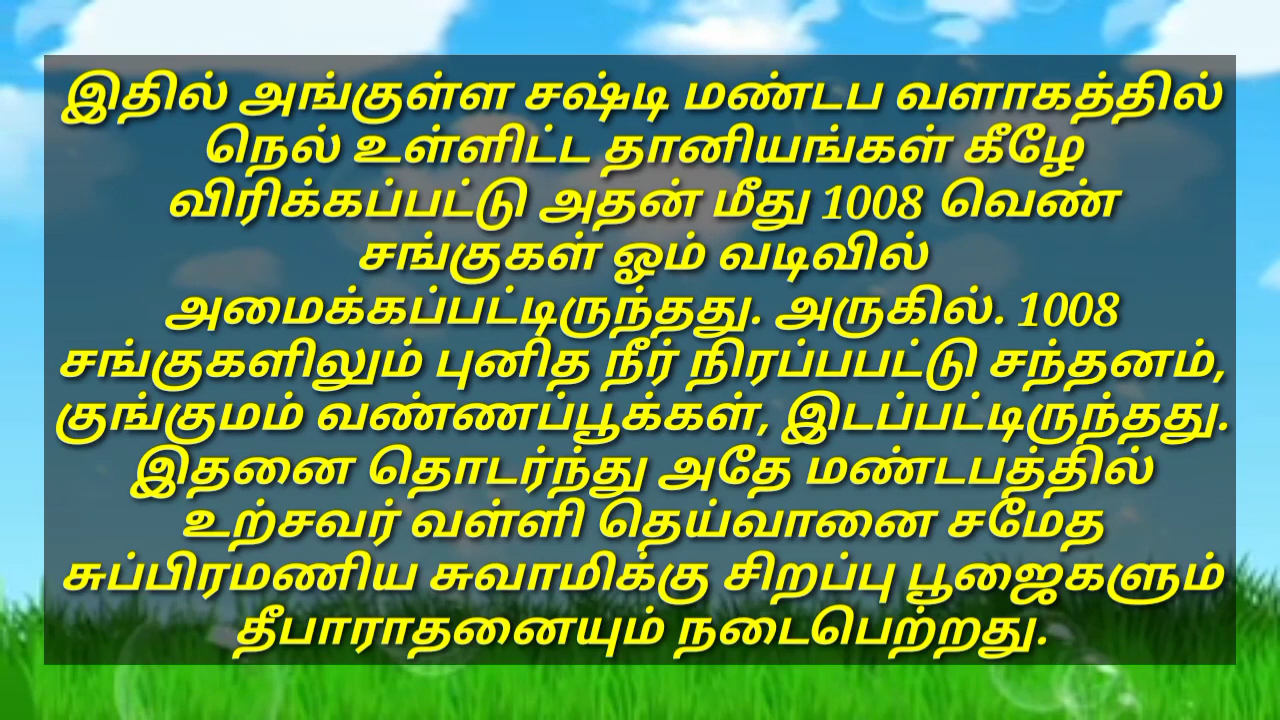 இதில் அங்குள்ள சஷ்டி மண்டப வளாகத்தில்
நெல் உள்ளிட்ட தானியங்கள் கீழே
விரிக்கப்பட்டு அதன் மீது 1008 வெண்
சங்குகள் ஓம் வடிவில்
அமைக்கப்பட்டிருந்தது. அருகில். 1008
சங்குகளிலும் புனித நீர் நிரப்பபட்டு சந்தனம்,
குங்குமம் வண்ணப்பூக்கள், இடப்பட்டிருந்தது.
இதனை தொடர்ந்து அதே மண்டபத்தில்
உற்சவர் வள்ளி தெய்வானை சமேத
சுப்பிரமணிய சுவாமிக்கு சிறப்பு பூஜைகளும்
தீபாராதனையும் நடைபெற்றது.